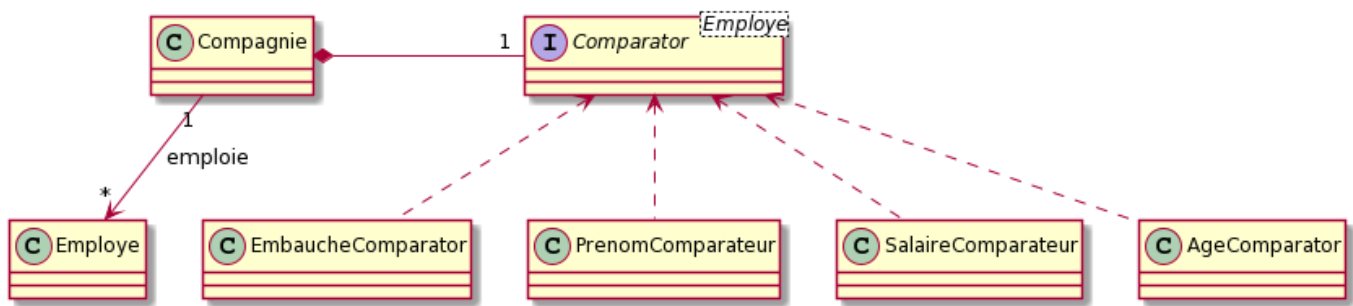 Employe
C Compagnie
1
I Comparator
1
emploie
*
C Employe
C EmbaucheComparator
C PrenomComparateur
C SalaireComparateur
C AgeComparator